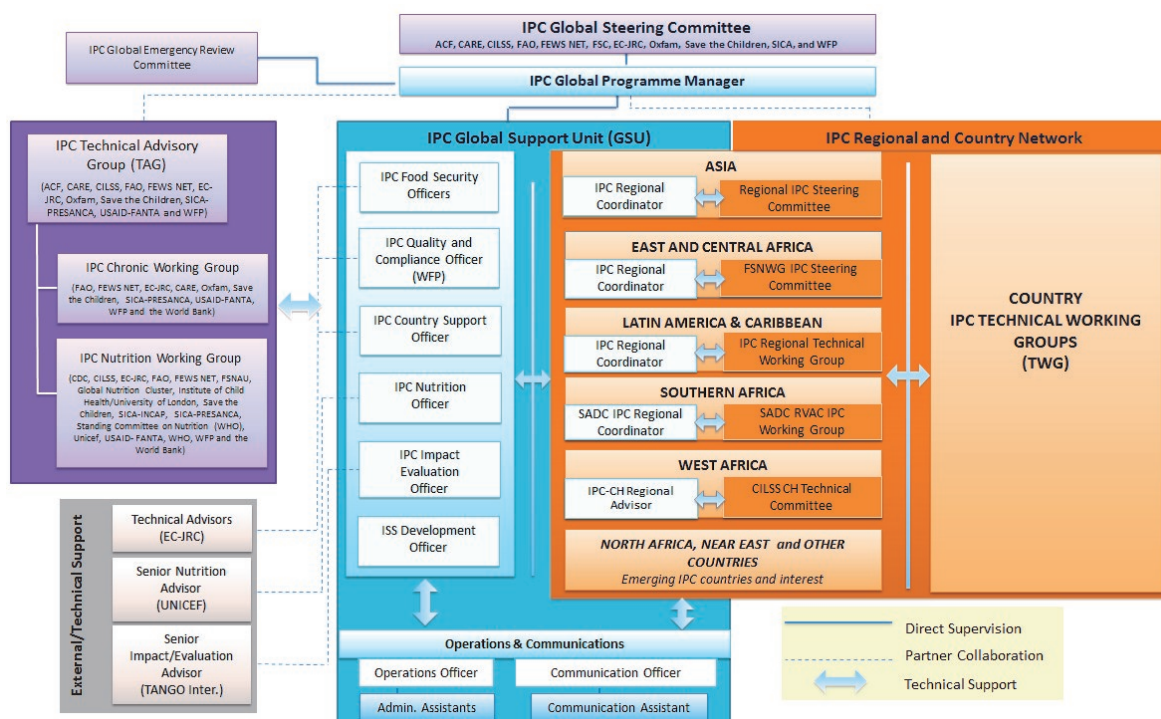 IPC Global Steering Committee
ACF, CARE, CILSS, FAO, FEWS NET, FSC, EC-JRC, Oxfam, Save the Children, SICA, and WFP
IPC Global Emergency Review
Committee
IPC Global Programme Manager
IPC Technical Advisory
Group (TAG)
(ACF, CARE, CILSS, FAO, FEWS NET, EC-
JRC, Oxfam, Save the Children, SICA-
PRESANCA, USAID-FANTA and WFP)
IPC Chronic Working Group
(FAO, FEWS NET, EC-JRC, CARE, Oxfam, Save
the Children, SICA-PRESANCA, USAID-FANTA,
WFP and the World Bank)
IPC Nutrition Working Group
(CDC, CILSS, EC-JRC, FAO, FEWS NET, FSNAU,
Global Nutrition Cluster, Institute of Child
Health/University of London, Save the
Children, SICA-INCAP, SICA-PRESANCA,
Standing Committee on Nutrition (WHO),
Unicef, USAID- FANTA, WHO, WFP and the
World Bank)
External/Technical Support
Technical Advisors
(EC-JRC)
Senior Nutrition
Advisor
(UNICEF)
Senior
Impact/Evaluation
Advisor
(TANGO Inter.)
IPC Global Support Unit (GSU)
IPC Food Security
Officers
IPC Quality and
Compliance Officer
(WFP)
IPC Country Support
Officer
IPC Nutrition
Officer
IPC Impact
Evaluation
Officer
ISS Development
Officer
Operations & Communications
Operations Officer
Communication Officer
Admin. Assistants
Communication Assistant
IPC Regional and Country Network
ASIA
IPC Regional
Coordinator
Regional IPC Steering
Committee
EAST AND CENTRAL AFRICA
IPC Regional
Coordinator
FSNWG IPC Steering
Committee
LATIN AMERICA & CARIBBEAN
IPC Regional
Coordinator
IPC Regional Technical
Working Group
SOUTHERN AFRICA
SADC IPC Regional
Coordinator
SADC RVAC IPC
Working Group
WEST AFRICA
IPC-CH Regional
Advisor
CILSS CH Technical
Committee
NORTH AFRICA, NEAR EAST and OTHER
COUNTRIES
Emerging IPC countries and interest
COUNTRY
IPC TECHNICAL WORKING
GROUPS
(TWG)
Direct Supervision
Partner Collaboration
Technical Support